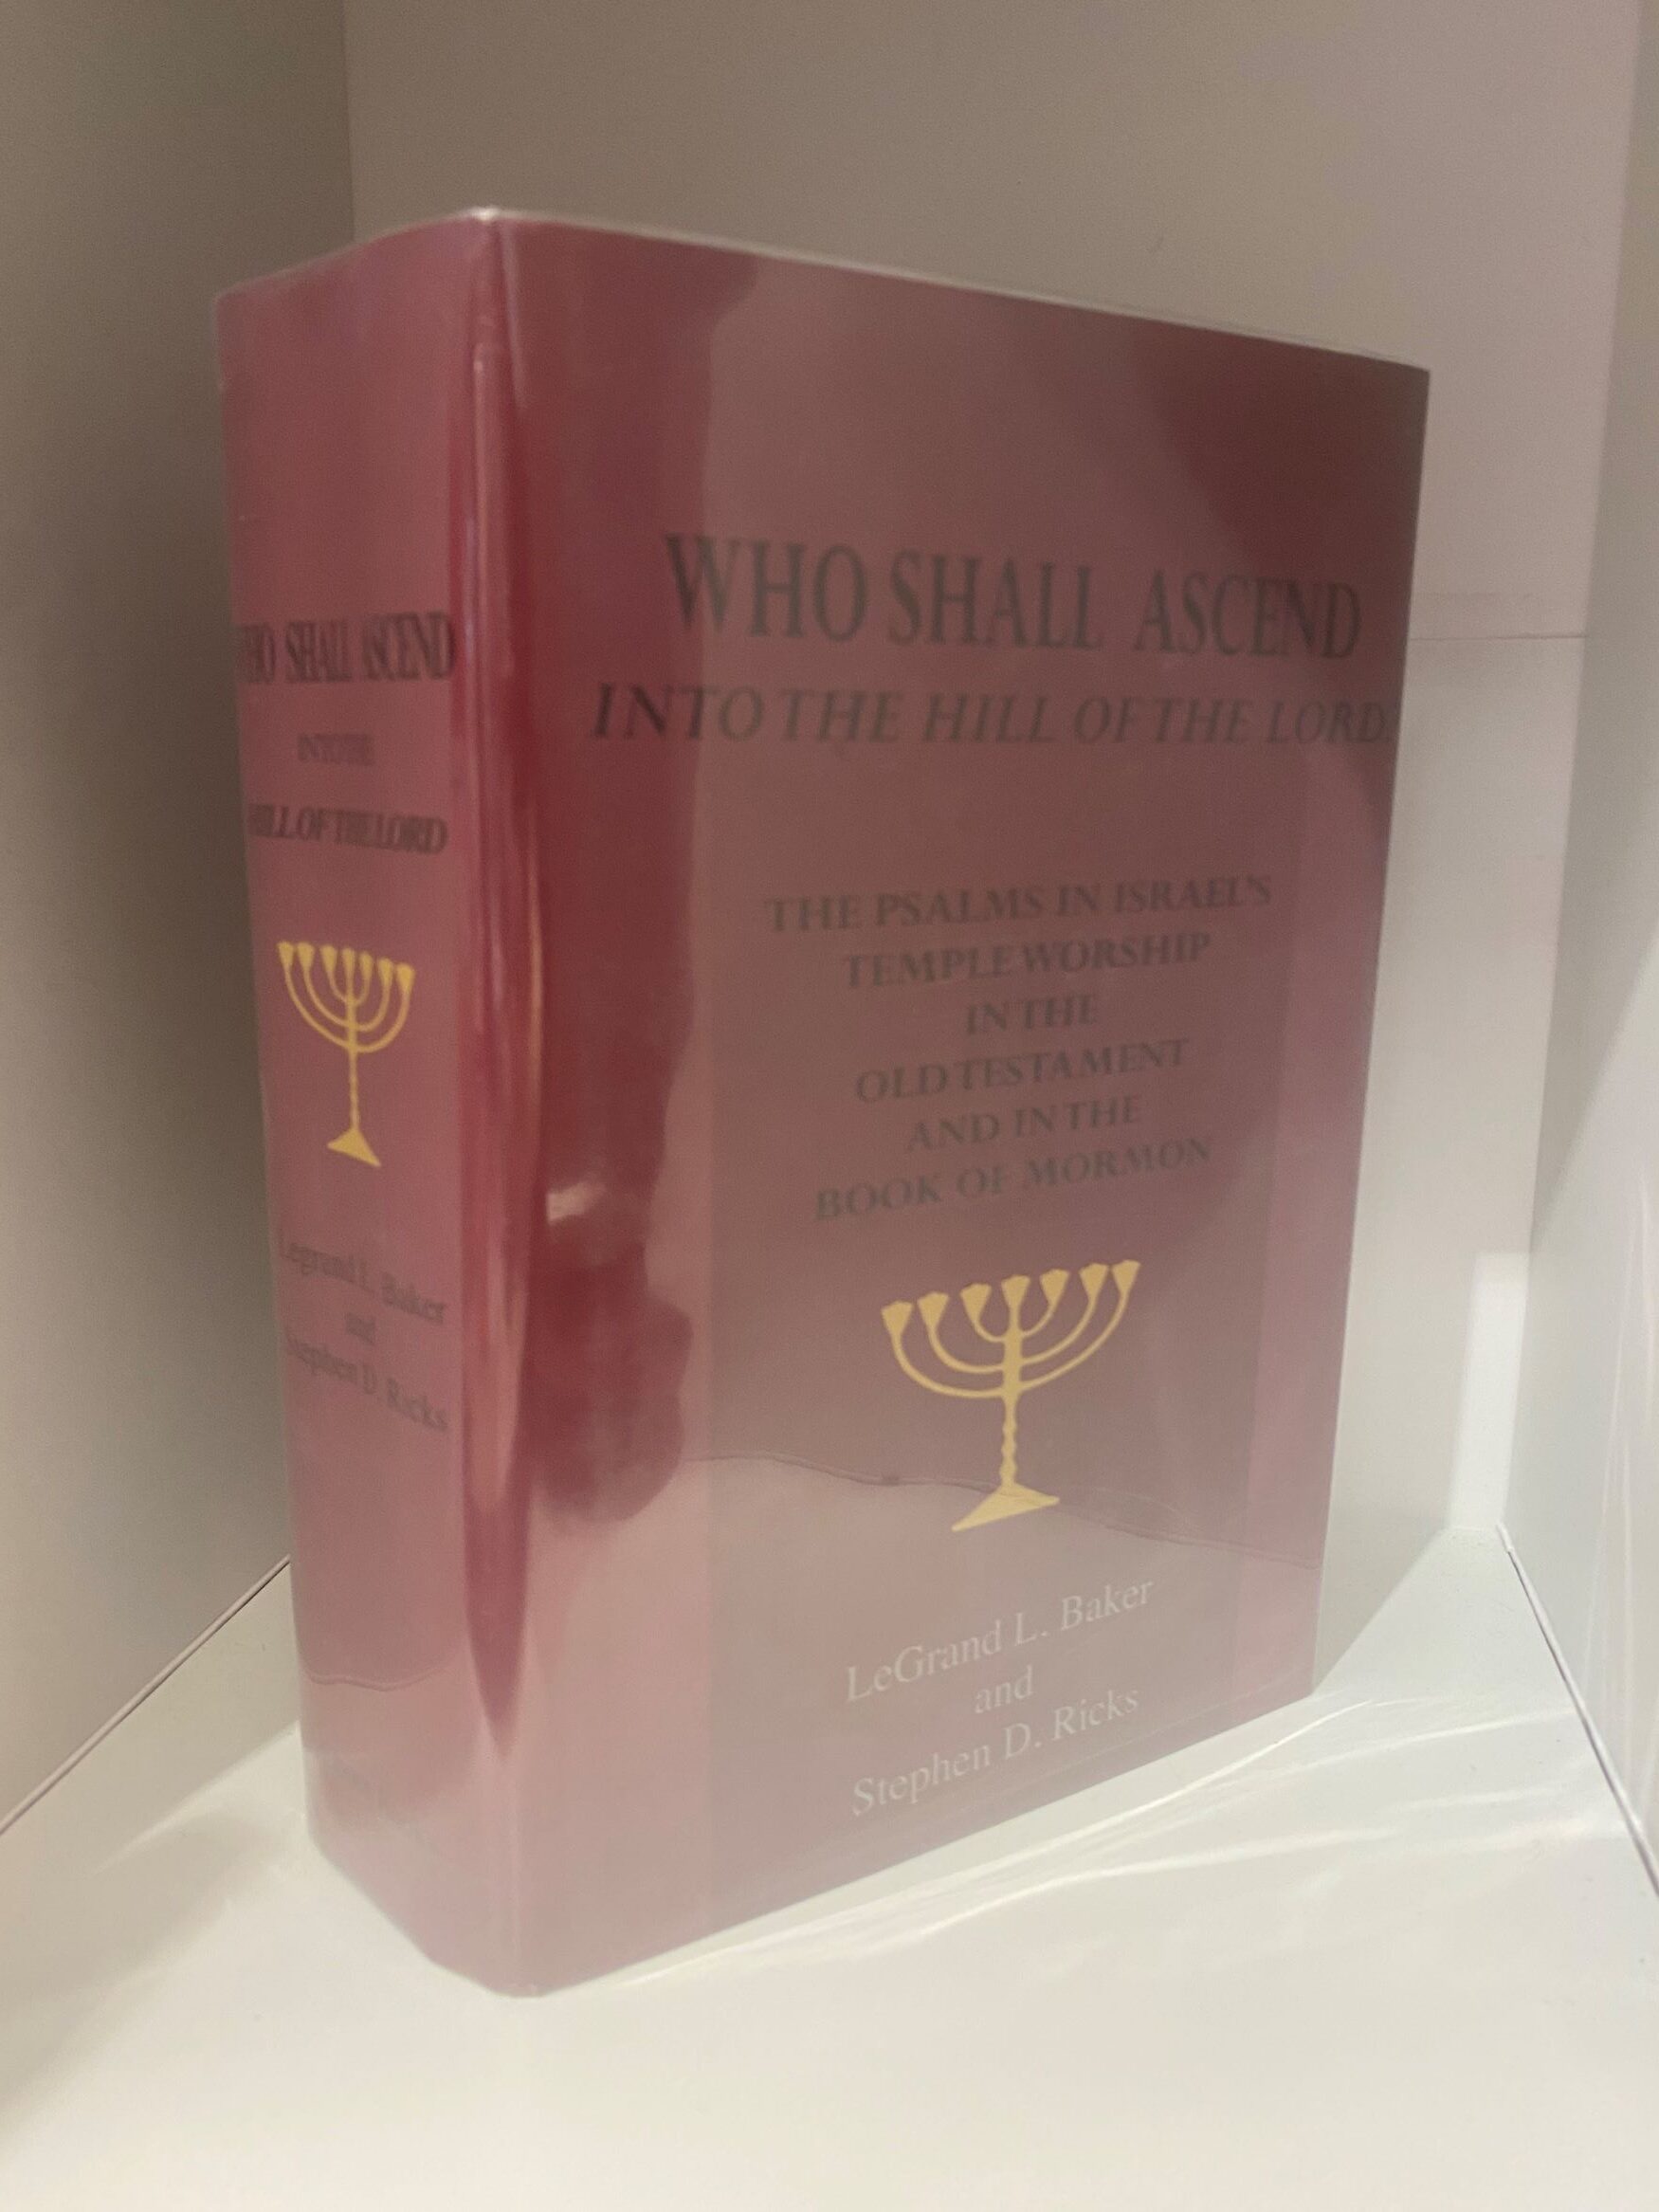 WHO SHALL ASCEND
INTO THE
HILL OF THE LORD
Legrand L. Baker
and
Stephen D. Ricks
WHO SHALL ASCEND
INTO THE HILL OF THE LORD?
THE PSALMS IN ISRAEL'S
TEMPLE WORSHIP
IN THE
OLD TESTAMENT
AND IN THE
BOOK OF MORMON
LeGrand L. Baker
and
Stephen D. Ricks